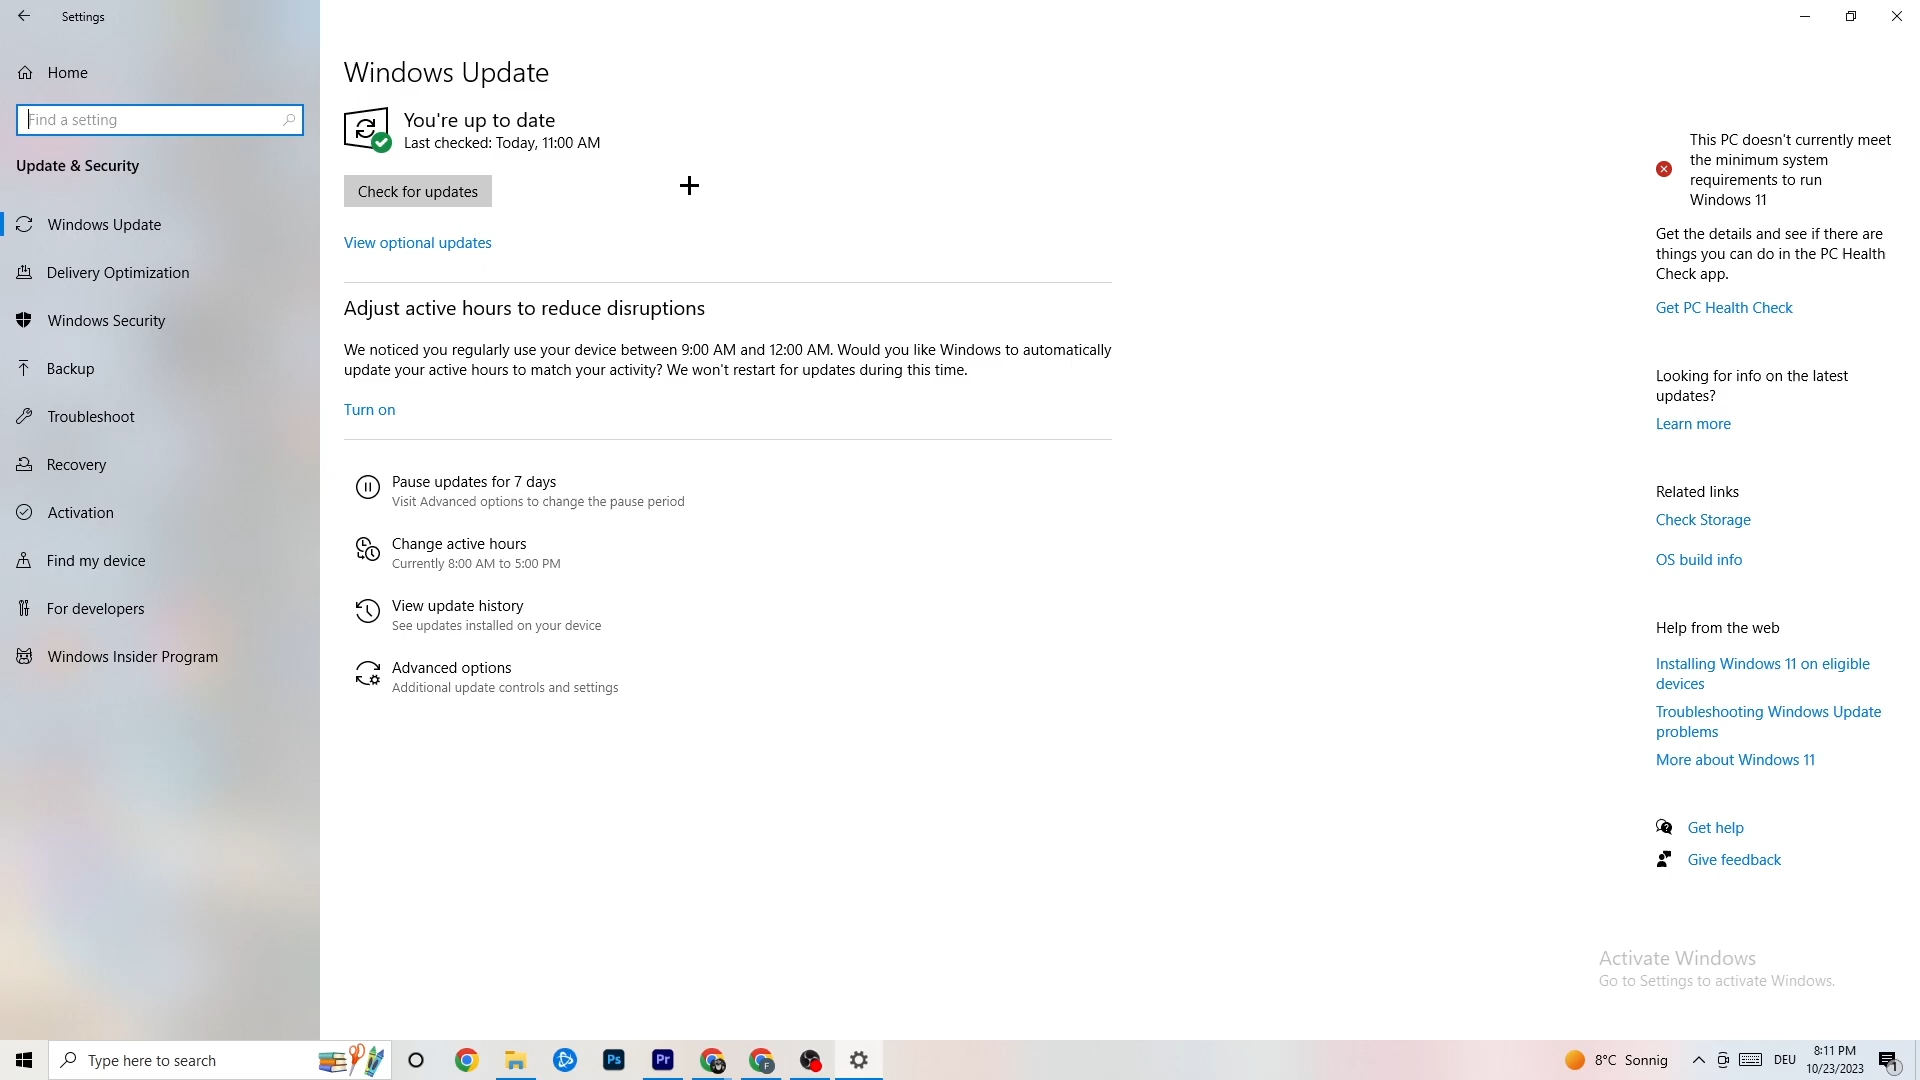 Settings
Home
Find a setting
Update & Security
Windows Update
Delivery Optimization
Windows Security
Backup
Troubleshoot
Recovery
Activation
Find my device
For developers
Windows Insider Program
Windows Update
You're up to date
Last checked: Today, 11:00 AM
Check for updates
View optional updates
Adjust active hours to reduce disruptions
We noticed you regularly use your device between 9:00 AM and 12:00 AM. Would you like Windows to automatically
update your active hours to match your activity? We won't restart for updates during this time.
Turn on
Pause updates for 7 days
Visit Advanced options to change the pause period
Change active hours
Currently 8:00 AM to 5:00 PM
View update history
See updates installed on your device
Advanced options
Additional update controls and settings
This PC doesn't currently meet
the minimum system
requirements to run
Windows 11
Get the details and see if there are
things you can do in the PC Health
Check app.
Get PC Health Check
Looking for info on the latest
updates?
Learn more
Related links
Check Storage
OS build info
Help from the web
Installing Windows 11 on eligible
devices
Troubleshooting Windows Update
problems
More about Windows 11
Get help
Give feedback
Activate Windows
Go to Settings to activate Windows.
Type here to search
Ps
Pr
F
8°C Sonnig
DEU
8:11 PM
10/23/2023
1